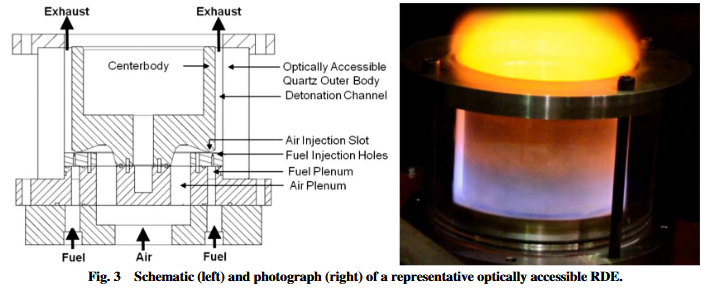 Exhaust Exhaust
Centerbody
Optically Accessible
Quartz Outer Body
Detonation Channel
Air Injection Slot
Fuel Injection Holes
Fuel Plenum
Air Plenum
Fuel Air Fuel
Fig. 3 Schematic (left) and photograph (right) of a representative optically accessible RDE.